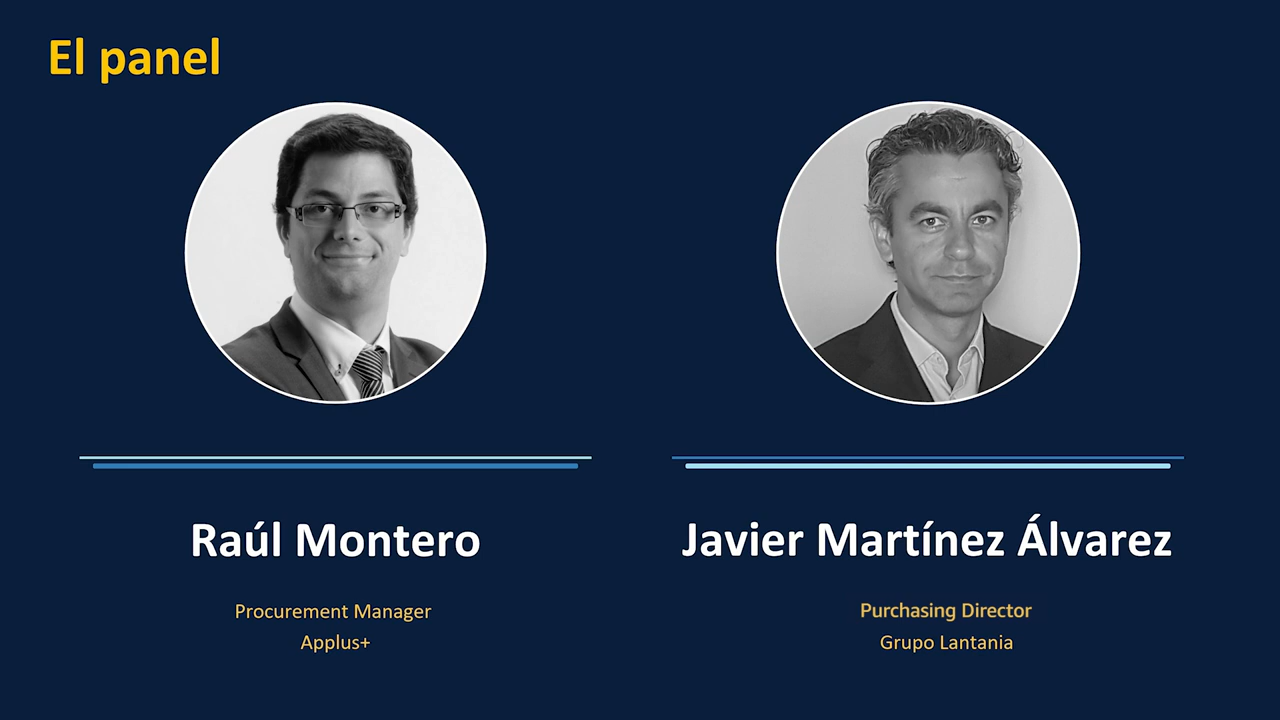 El panel
Raúl Montero
Procurement Manager
Applus+
Javier Martínez Álvarez
Purchasing Director
Grupo Lantania